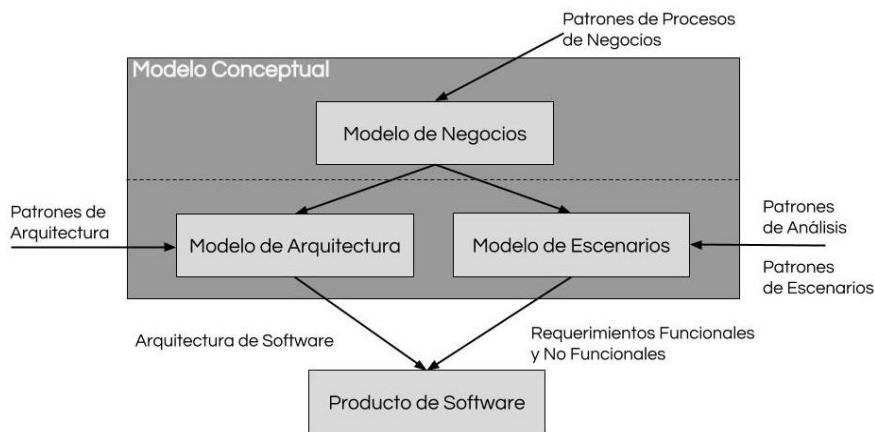 Patrones de Procesos
de Negocios
Modelo Conceptual
Modelo de Negocios
Patrones de
Arquitectura
Modelo de Arquitectura
Modelo de Escenarios
Patrones
de Análisis
Patrones
de Escenarios
Arquitectura de Software
Requerimientos Funcionales
y No Funcionales
Producto de Software